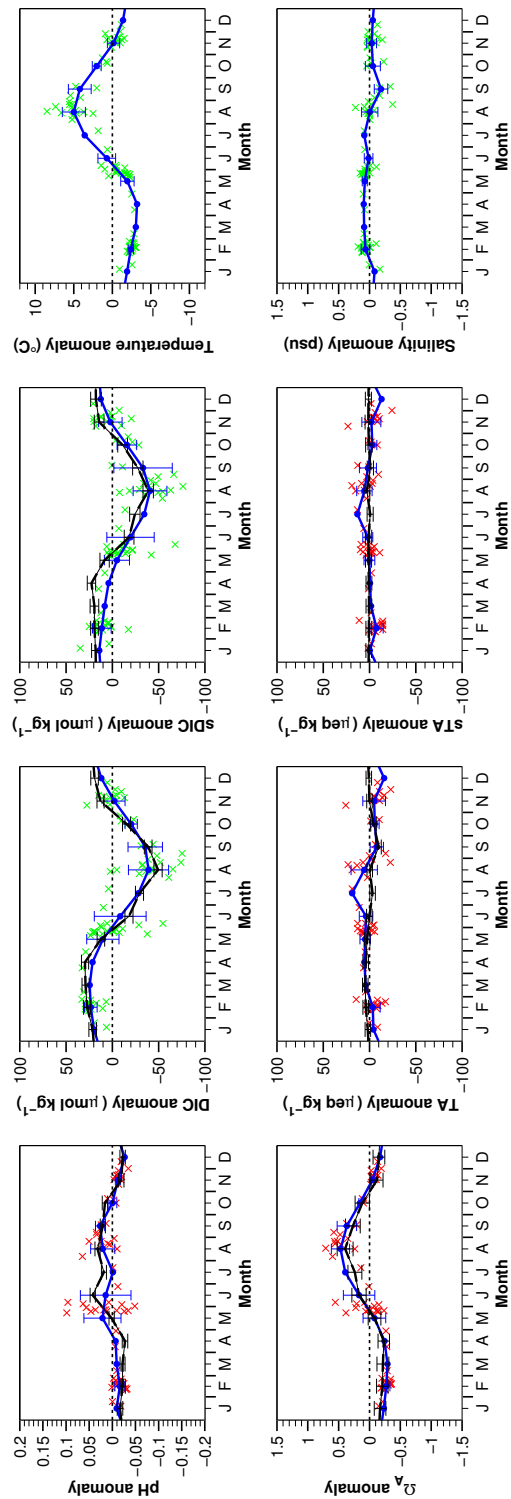 pH anomaly
0.2
0.15
0.1
0.05
0
−0.05
−0.1
−0.15
−0.2
J F M A M J J A S O N D
Month
DIC anomaly ( μmol kg⁻¹)
100
50
0
−50
−100
J F M A M J J A S O N D
Month
sDIC anomaly ( μmol kg⁻¹)
100
50
0
−50
−100
J F M A M J J A S O N D
Month
Temperature anomaly (°C)
10
5
0
−5
−10
J F M A M J J A S O N D
Month
Ω_A anomaly
1.5
1
0.5
0
−0.5
−1
−1.5
J F M A M J J A S O N D
Month
TA anomaly ( μeq kg⁻¹)
100
50
0
−50
−100
J F M A M J J A S O N D
Month
sTA anomaly ( μeq kg⁻¹)
100
50
0
−50
−100
J F M A M J J A S O N D
Month
Salinity anomaly (psu)
1.5
1
0.5
0
−0.5
−1
−1.5
J F M A M J J A S O N D
Month